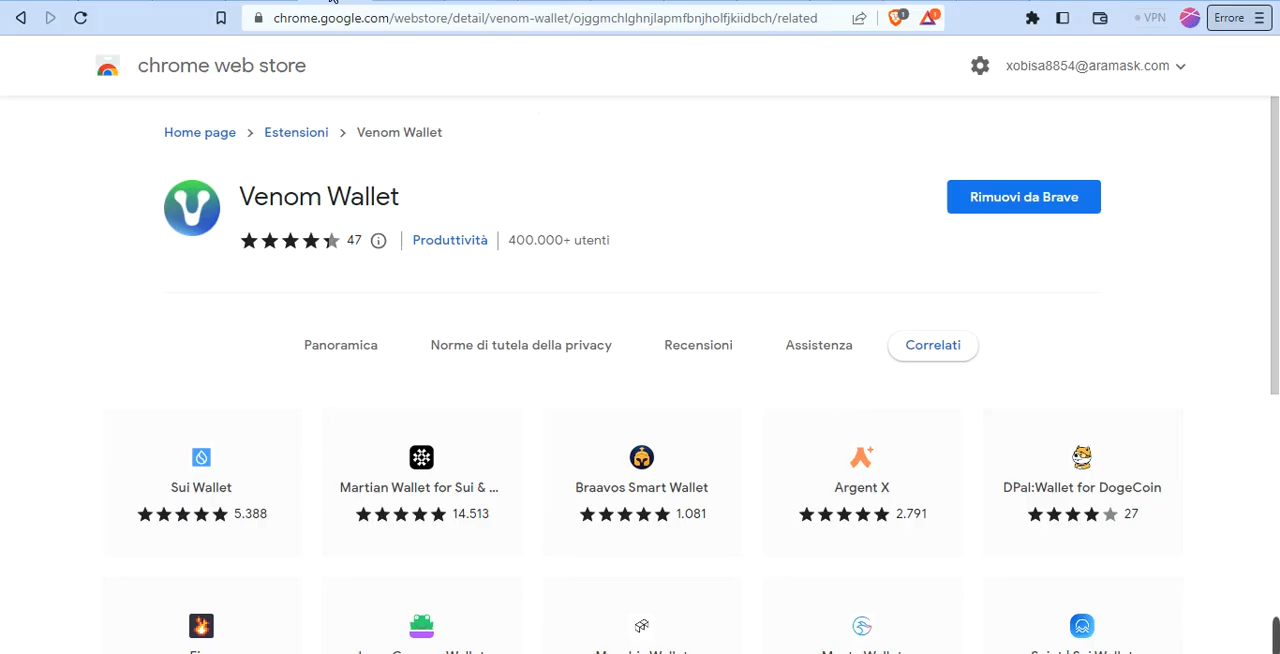 chrome.google.com/webstore/detail/venom-wallet/ojggmchlghnjlapmfbnjholfjkiidbch/related
1
1
VPN
Errore
chrome web store
xobisa8854@aramask.com
Home page > Estensioni > Venom Wallet
Venom Wallet
Rimuovi da Brave
47 Produttività 400.000+ utenti
Panoramica Norme di tutela della privacy Recensioni Assistenza Correlati
Sui Wallet Martian Wallet for Sui & ... Braavos Smart Wallet Argent X DPal:Wallet for DogeCoin
5.388 14.513 1.081 2.791 27